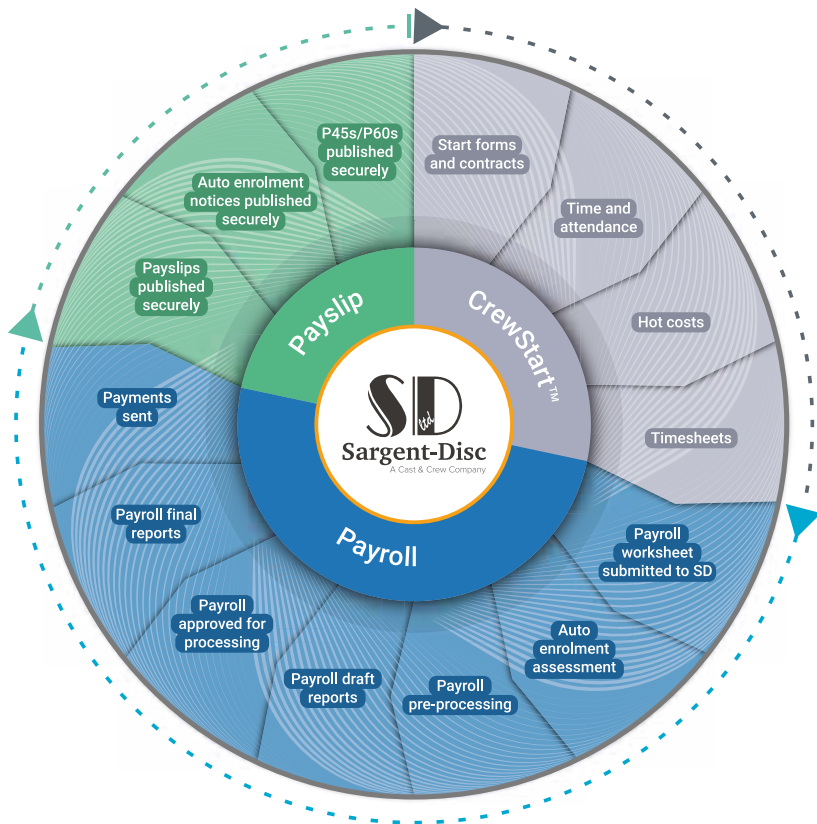 Start forms
and contracts
Time and
attendance
Hot costs
Timesheets
Payroll
worksheet
submitted to SD
Auto
enrolment
assessment
Payroll
pre-processing
Payroll draft
reports
Payroll
approved for
processing
Payroll final
reports
Payments
sent
Payslips
published
securely
Auto enrolment
notices published
securely
P45s/P60s
published
securely
CrewStart™
Payroll
Payslip
SD
ltd
Sargent-Disc
A Cast & Crew Company